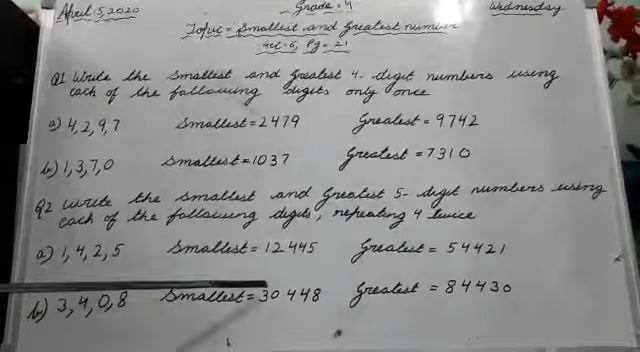 April 5, 2020 Grade = 4 Wednesday
Topic = Smallest and Greatest number
Ex-6, Pg = 21
Q1 Write the Smallest and Greatest 4-digit numbers using
each of the following digits only once
a) 4,2,9,7 Smallest = 2479 Greatest = 9742
b) 1,3,7,0 Smallest = 1037 Greatest = 7310
Q2 Write the Smallest and Greatest 5-digit numbers using
each of the following digits, repeating 4 twice
a) 1,4,2,5 Smallest = 12445 Greatest = 54421
b) 3,4,0,8 Smallest = 30448 Greatest = 84430